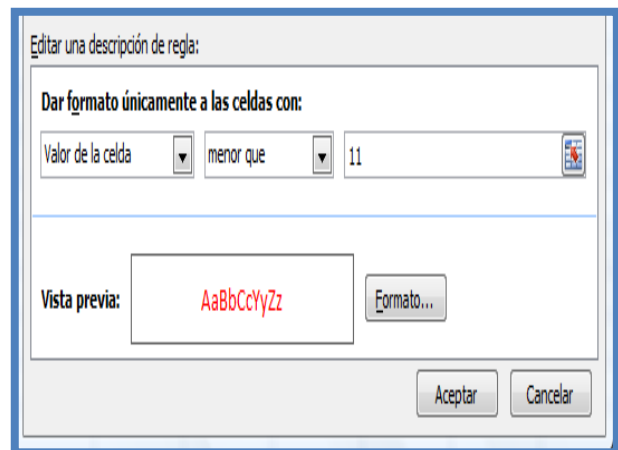 Editar una descripción de regla:
Dar formato únicamente a las celdas con:
Valor de la celda menor que 11
Vista previa: AaBbCcYyZz Formato...
Aceptar Cancelar